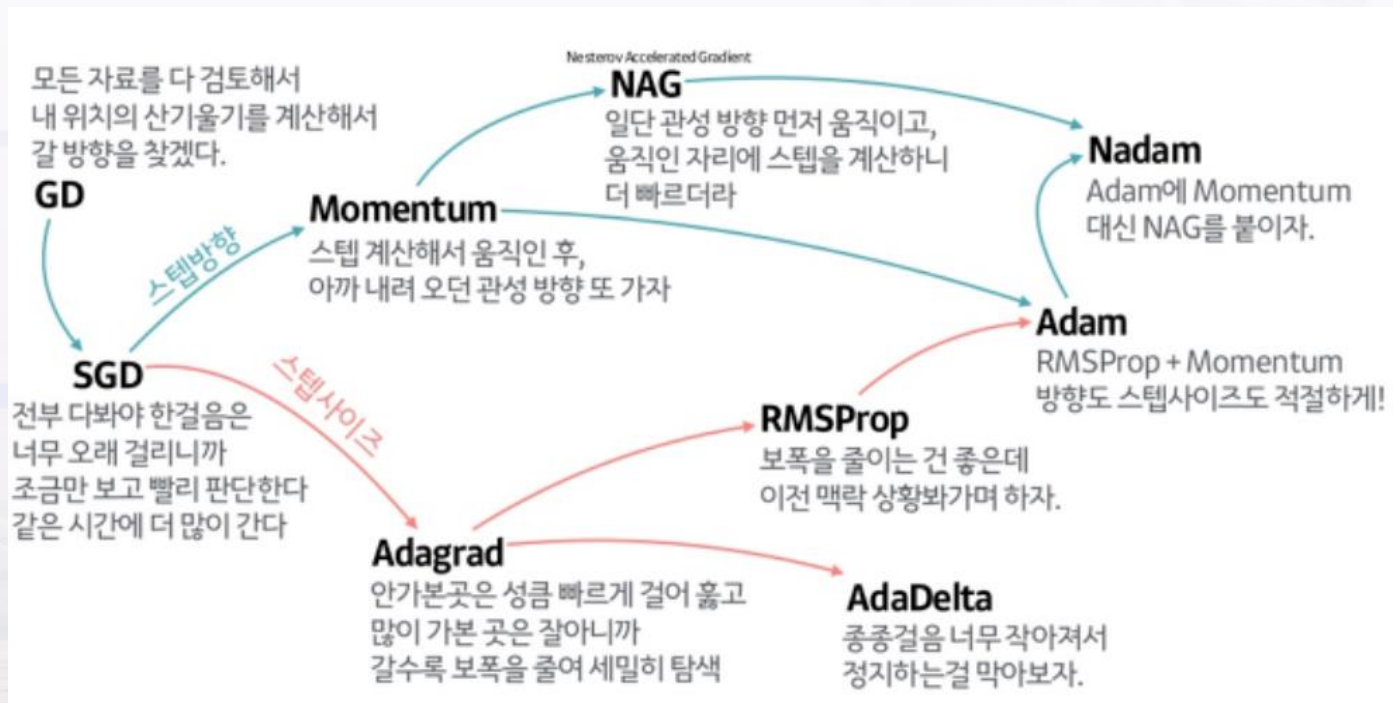 모든 자료를 다 검토해서
내 위치의 산기울기를 계산해서
갈 방향을 찾겠다.
GD
스텝방향
Momentum
스텝 계산해서 움직인 후,
아까 내려 오던 관성 방향 또 가자
Nesterov Accelerated Gradient
NAG
일단 관성 방향 먼저 움직이고,
움직인 자리에 스텝을 계산하니
더 빠르더라
Nadam
Adam에 Momentum
대신 NAG를 붙이자.
Adam
RMSProp + Momentum
방향도 스텝사이즈도 적절하게!
SGD
전부 다봐야 한걸음은
너무 오래 걸리니까
조금만 보고 빨리 판단한다
같은 시간에 더 많이 간다
스텝사이즈
RMSProp
보폭을 줄이는 건 좋은데
이전 맥락 상황봐가며 하자.
Adagrad
안가본곳은 성큼 빠르게 걸어 훑고
많이 가본 곳은 잘아니까
갈수록 보폭을 줄여 세밀히 탐색
AdaDelta
종종걸음 너무 작아져서
정지하는걸 막아보자.